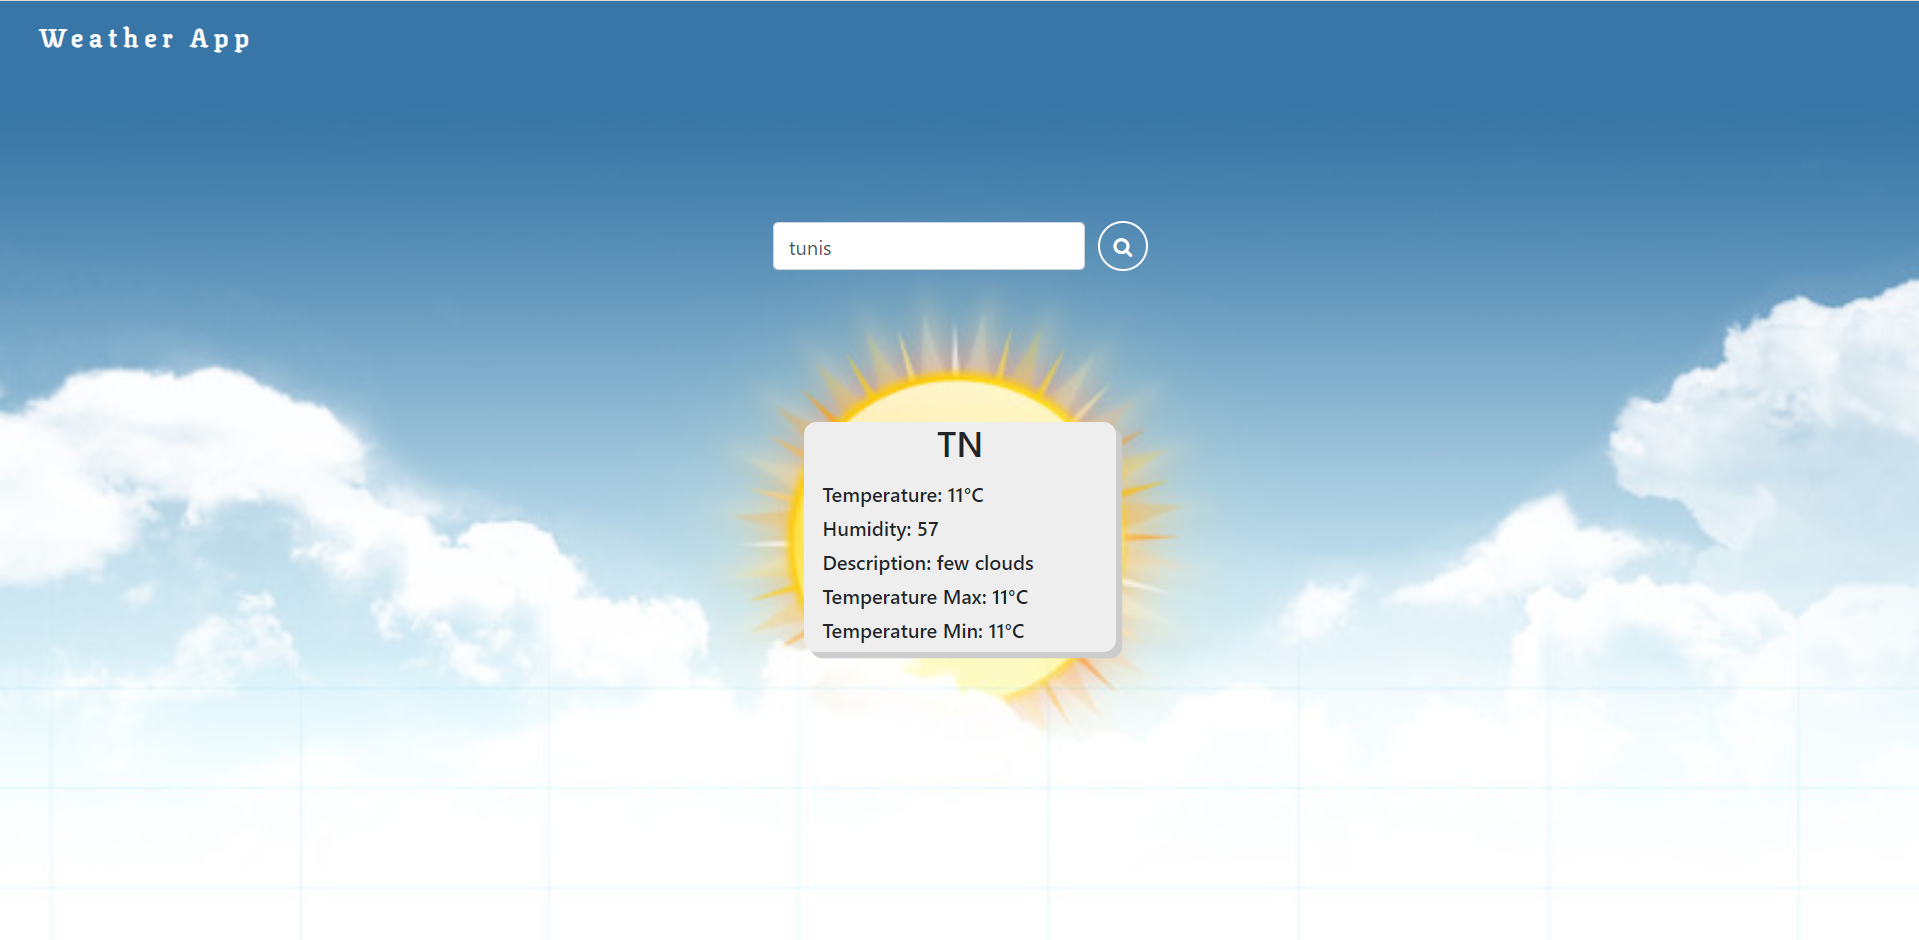 Weather App
tunis
TN
Temperature: 11°C
Humidity: 57
Description: few clouds
Temperature Max: 11°C
Temperature Min: 11°C